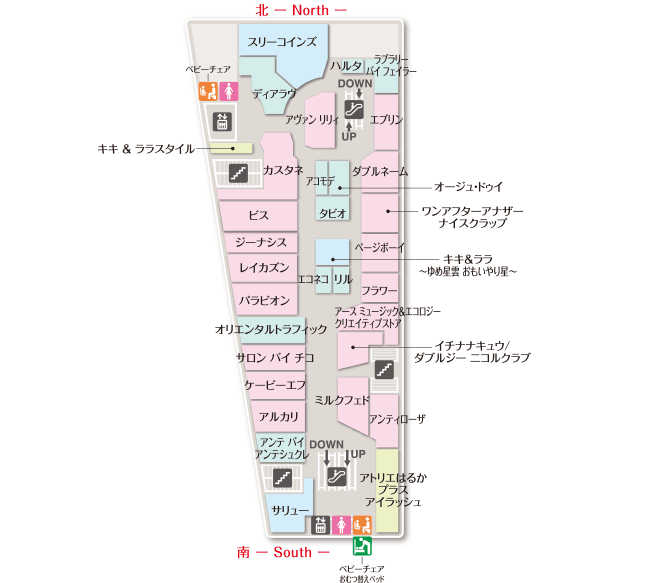 北 － North －
スリーコインズ
ラブラリー
バイ フェイラー
ハルタ
ベビーチェア
ディアラヴ
DOWN
アヴァン リリィ
エブリン
UP
キキ & ララスタイル
カスタネ
ダブルネーム
アコモデ
オージュ・ドゥイ
タビオ
ワンアフターアナザー
ナイスクラップ
ビス
ジーナシス
ページボーイ
レイカズン
キキ&ララ
～ゆめ星雲 おもいやり星～
エコネコ
リル
フラワー
パラビオン
アース ミュージック&エコロジー
クリエイティブストア
オリエンタルトラフィック
イチナナキュウ/
ダブルジー ニコルクラブ
サロン バイ チコ
ケービーエフ
ミルクフェド
アルカリ
アンティローザ
アンテ バイ
アンテシュクレ
DOWN
UP
アトリエはるか
プラス
アイラッシュ
サリュー
南 － South －
ベビーチェア
おむつ替えベッド